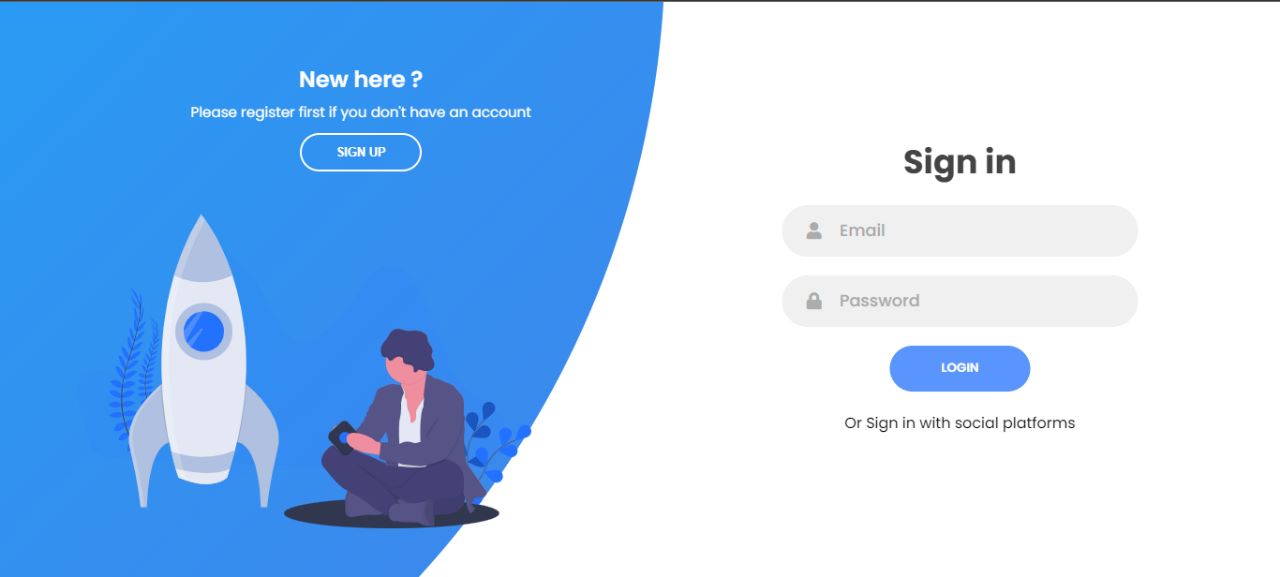 New here ?
Please register first if you don't have an account
SIGN UP
Sign in
Email
Password
LOGIN
Or Sign in with social platforms